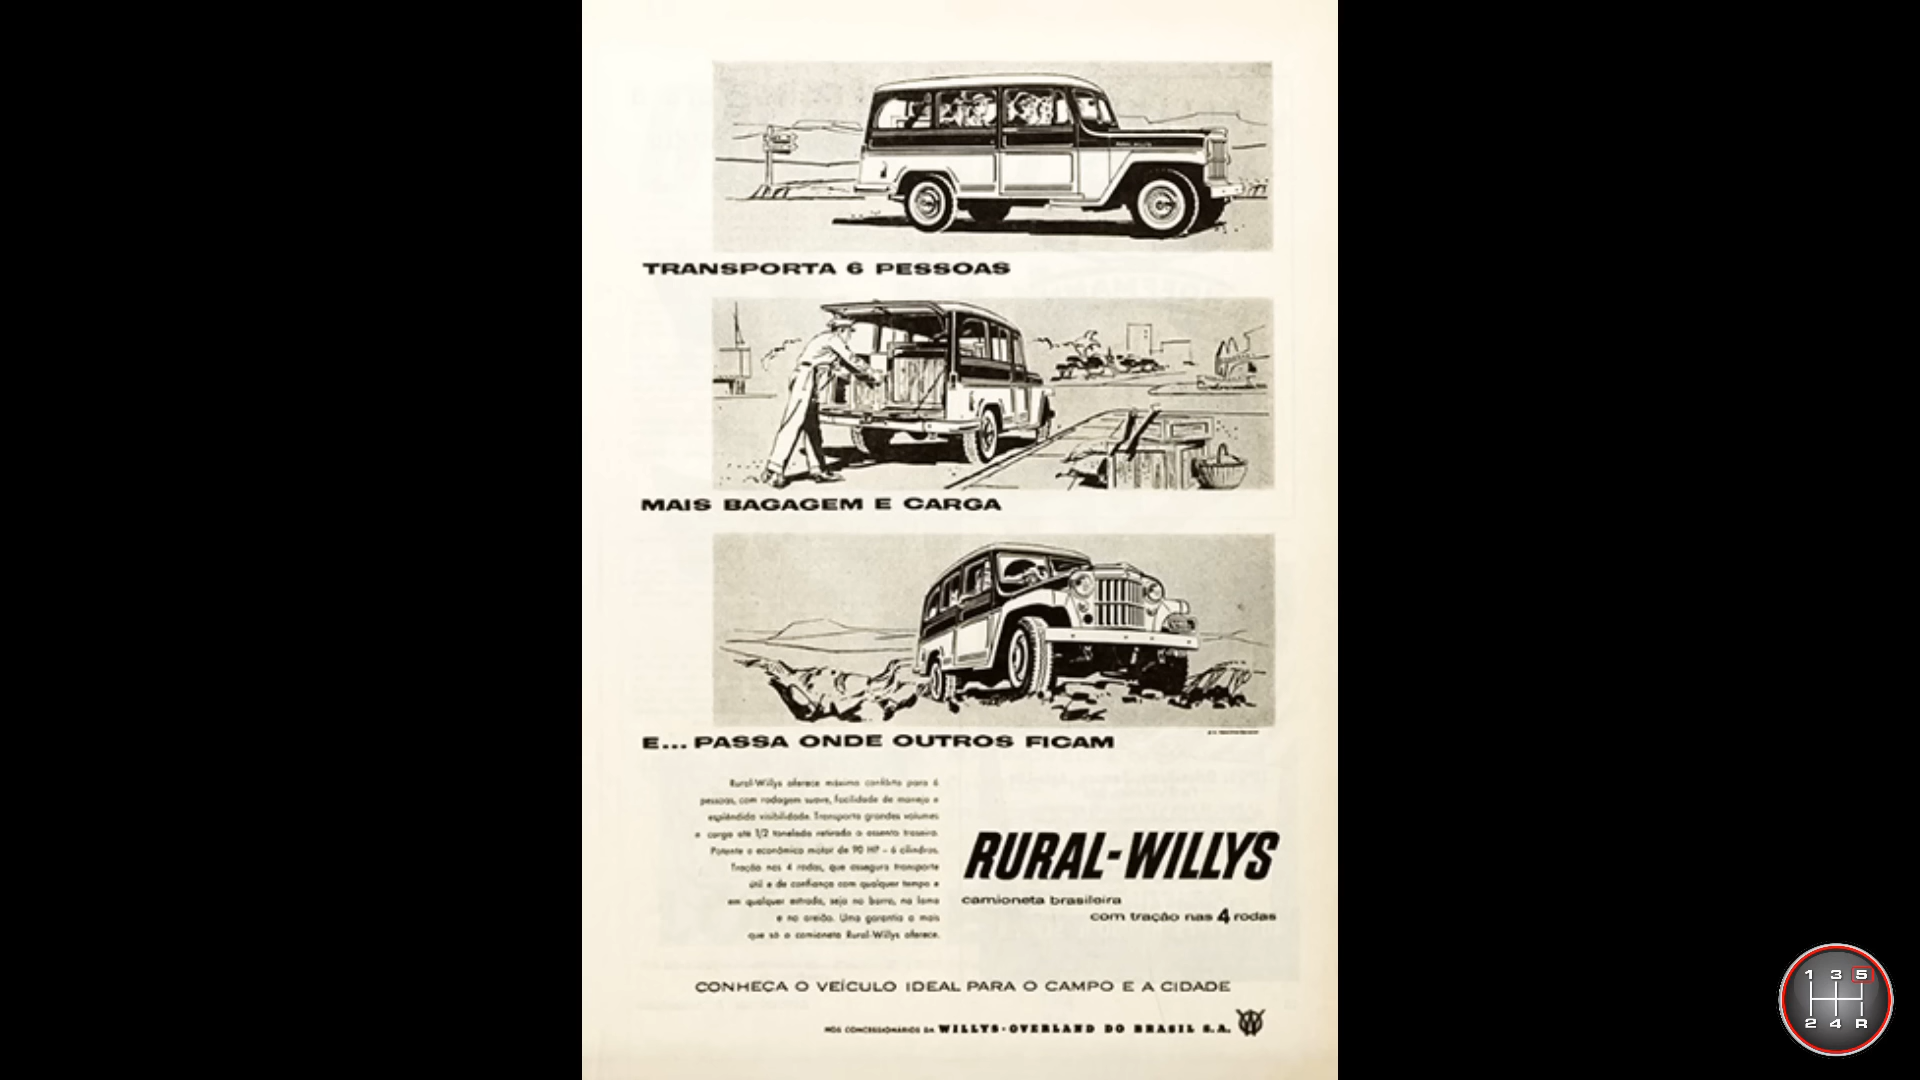 RURAL WILLYS
TRANSPORTA 6 PESSOAS
MAIS BAGAGEM E CARGA
E... PASSA ONDE OUTROS FICAM
Rural-Willys oferece máximo confôrto para 6
pessoas, com rodagem suave, facilidade de manejo e
esplêndida visibilidade. Transporta grandes volumes
e carga até 1/2 tonelada retirado o assento traseiro.
Potente e econômico motor de 90 HP - 6 cilindros.
Tração nas 4 rodas, que assegura transporte
útil e de confiança com qualquer tempo e
em qualquer estrada, seja no barro, na lama
e no areião. Uma garantia a mais
que só a camioneta Rural-Willys oferece.
RURAL-WILLYS
camioneta brasileira
com tração nas 4 rodas
CONHEÇA O VEÍCULO IDEAL PARA O CAMPO E A CIDADE
NOS CONCESSIONÁRIOS DA WILLYS-OVERLAND DO BRASIL S.A.
1 3 5
2 4 R